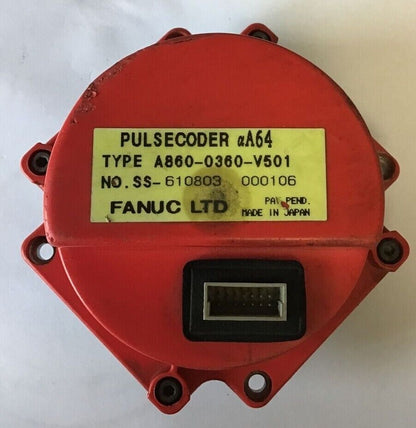 PULSECODER αA64
TYPE A860-0360-V501
NO. SS-610803 000106
FANUC LTD PAT. PEND.
MADE IN JAPAN